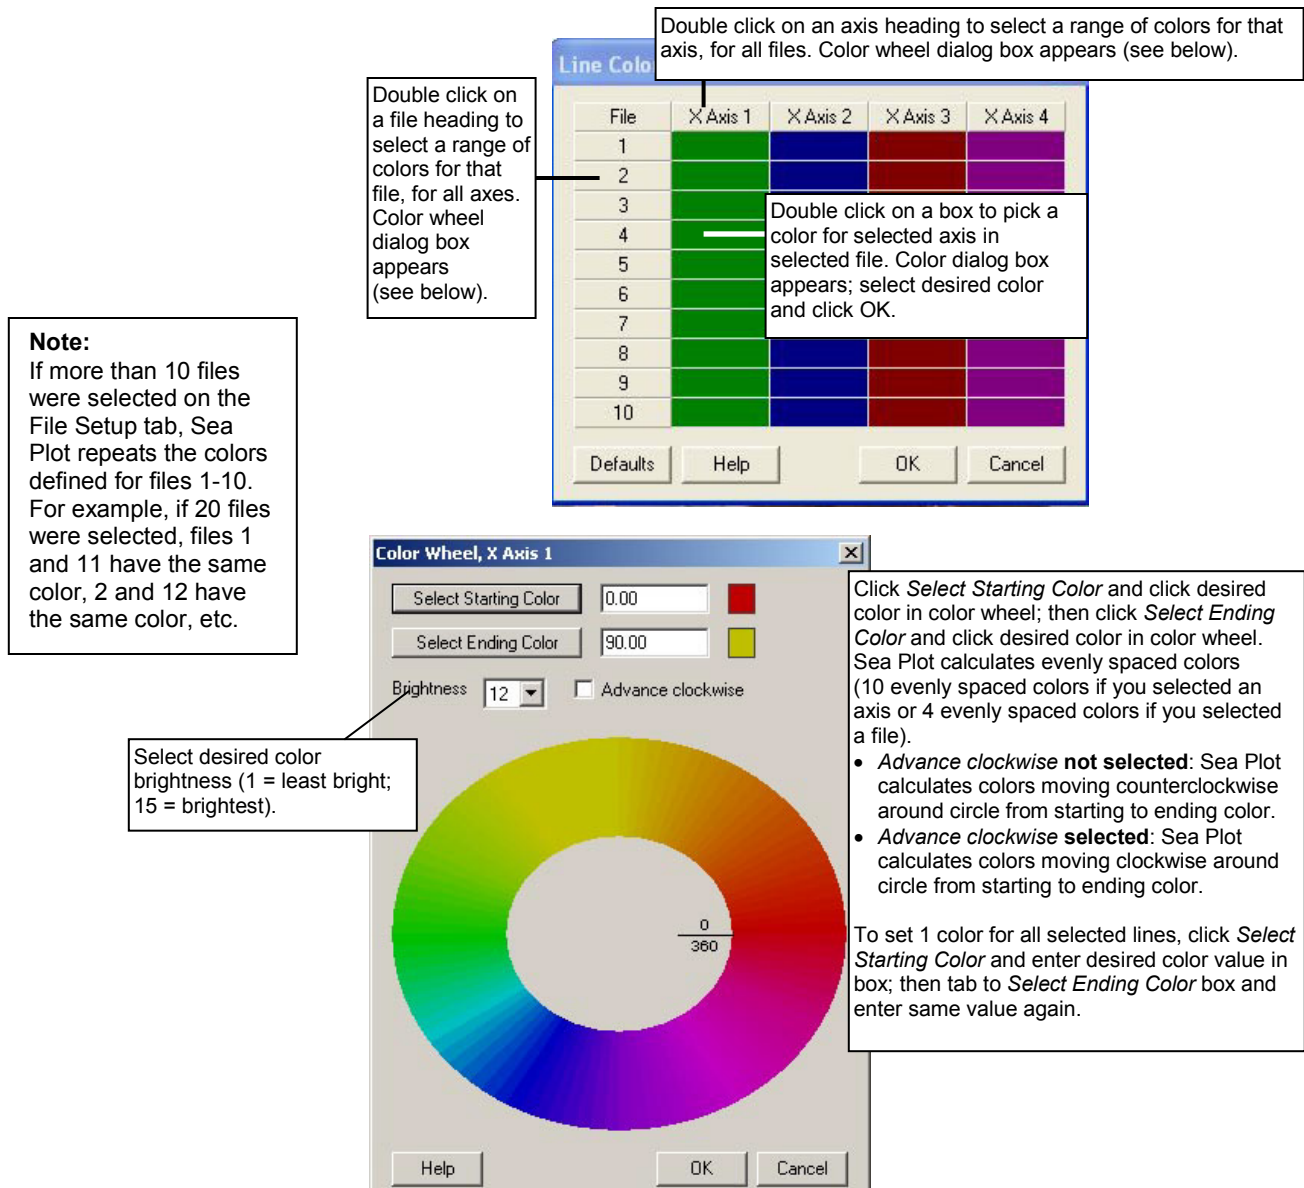 Double click on an axis heading to select a range of colors for that
axis, for all files. Color wheel dialog box appears (see below).
Line Colo
Double click on
a file heading to
select a range of
colors for that
file, for all axes.
Color wheel
dialog box
appears
(see below).
File X Axis 1 X Axis 2 X Axis 3 X Axis 4
1
2
3
4
5
6
7
8
9
10
Double click on a box to pick a
color for selected axis in
selected file. Color dialog box
appears; select desired color
and click OK.
Defaults Help OK Cancel
Note:
If more than 10 files
were selected on the
File Setup tab, Sea
Plot repeats the colors
defined for files 1-10.
For example, if 20 files
were selected, files 1
and 11 have the same
color, 2 and 12 have
the same color, etc.
Color Wheel, X Axis 1
Select Starting Color 0.00
Select Ending Color 90.00
Brightness 12 Advance clockwise
Select desired color
brightness (1 = least bright;
15 = brightest).
0
360
Help OK Cancel
Click Select Starting Color and click desired
color in color wheel; then click Select Ending
Color and click desired color in color wheel.
Sea Plot calculates evenly spaced colors
(10 evenly spaced colors if you selected an
axis or 4 evenly spaced colors if you selected
a file).
• Advance clockwise not selected: Sea Plot
calculates colors moving counterclockwise
around circle from starting to ending color.
• Advance clockwise selected: Sea Plot
calculates colors moving clockwise around
circle from starting to ending color.
To set 1 color for all selected lines, click Select
Starting Color and enter desired color value in
box; then tab to Select Ending Color box and
enter same value again.